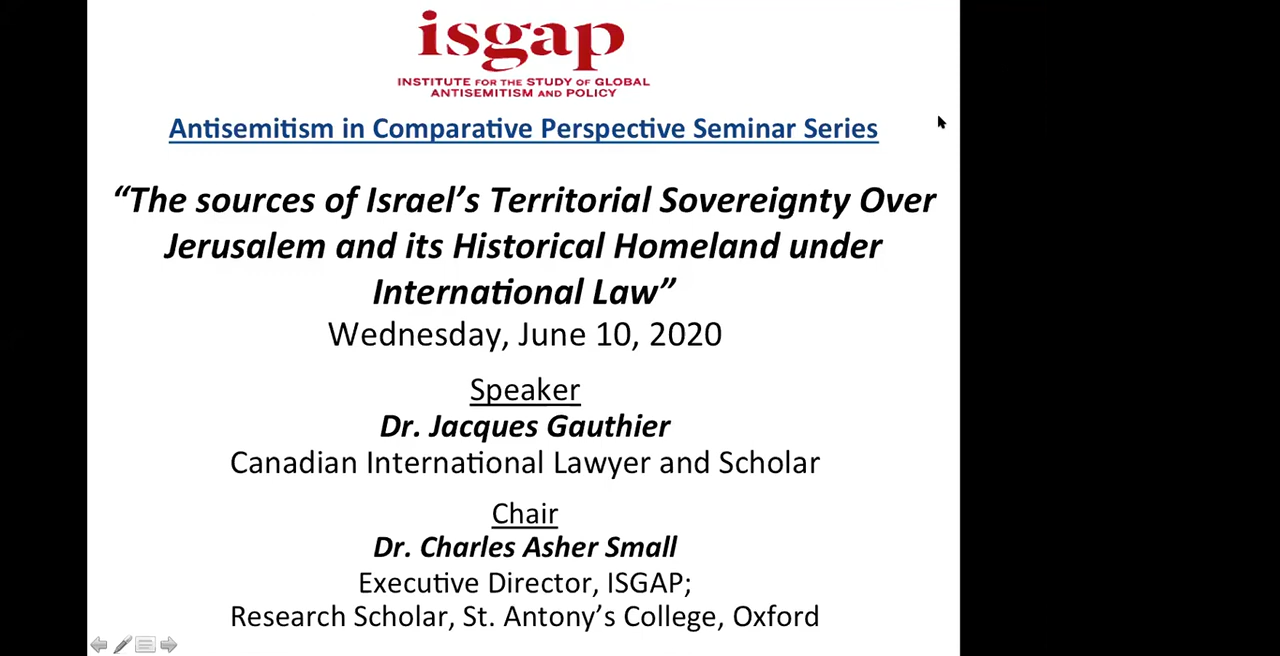 isgap
INSTITUTE FOR THE STUDY OF GLOBAL
ANTISEMITISM AND POLICY
Antisemitism in Comparative Perspective Seminar Series
“The sources of Israel’s Territorial Sovereignty Over
Jerusalem and its Historical Homeland under
International Law”
Wednesday, June 10, 2020
Speaker
Dr. Jacques Gauthier
Canadian International Lawyer and Scholar
Chair
Dr. Charles Asher Small
Executive Director, ISGAP;
Research Scholar, St. Antony’s College, Oxford